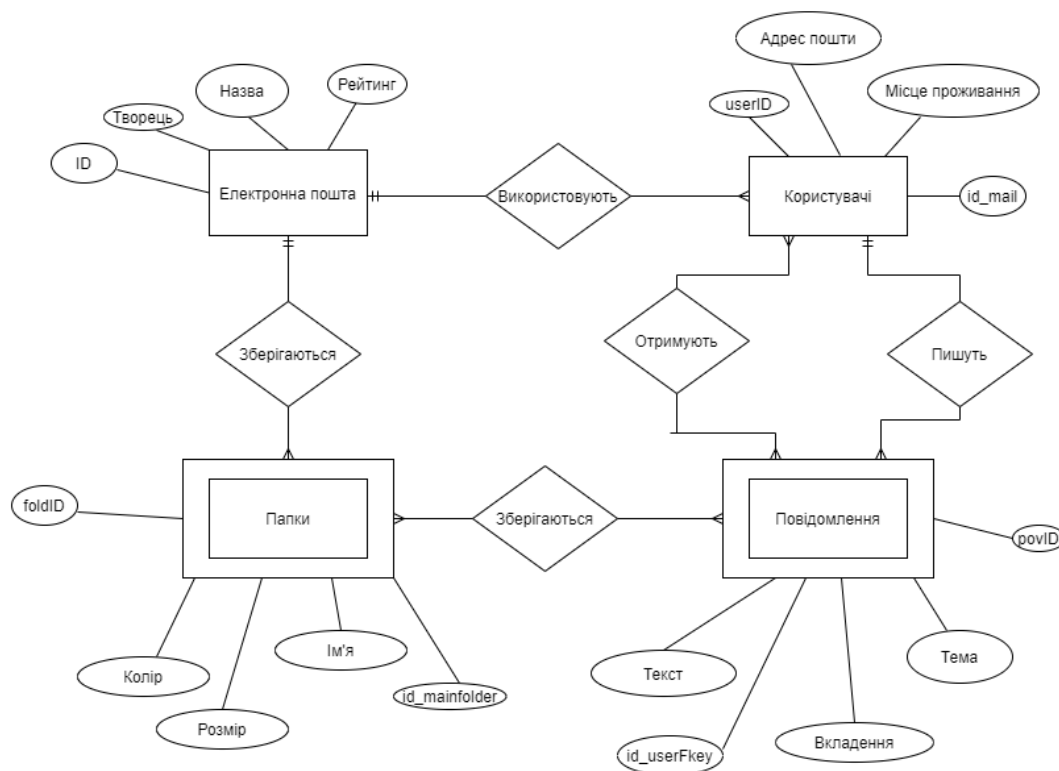 Адрес пошти
Назва
Рейтинг
Місце проживання
userID
Творець
ID
Електронна пошта
Використовують
Користувачі
id_mail
Зберігаються
Отримують
Пишуть
foldID
Папки
Зберігаються
Повідомлення
povID
Колір
Розмір
Ім'я
id_mainfolder
Текст
id_userFkey
Вкладення
Тема